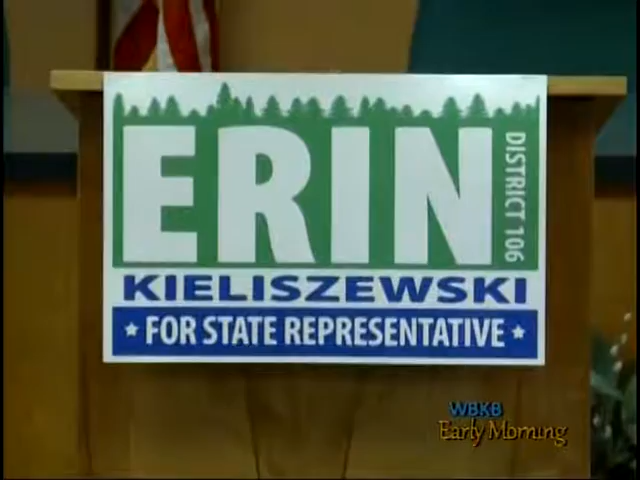 ERIN
DISTRICT 106
KIELISZEWSKI
FOR STATE REPRESENTATIVE
WBKB
Early Morning